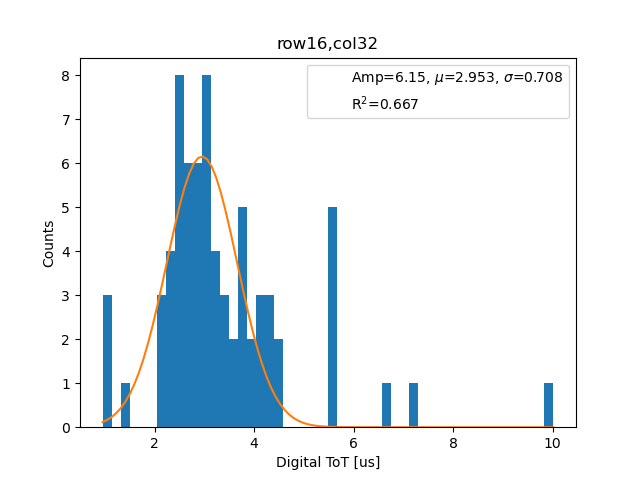 row16,col32
Amp=6.15, μ=2.953, σ=0.708
R²=0.667
8
7
6
5
4
3
2
1
0
Counts
2 4 6 8 10
Digital ToT [us]